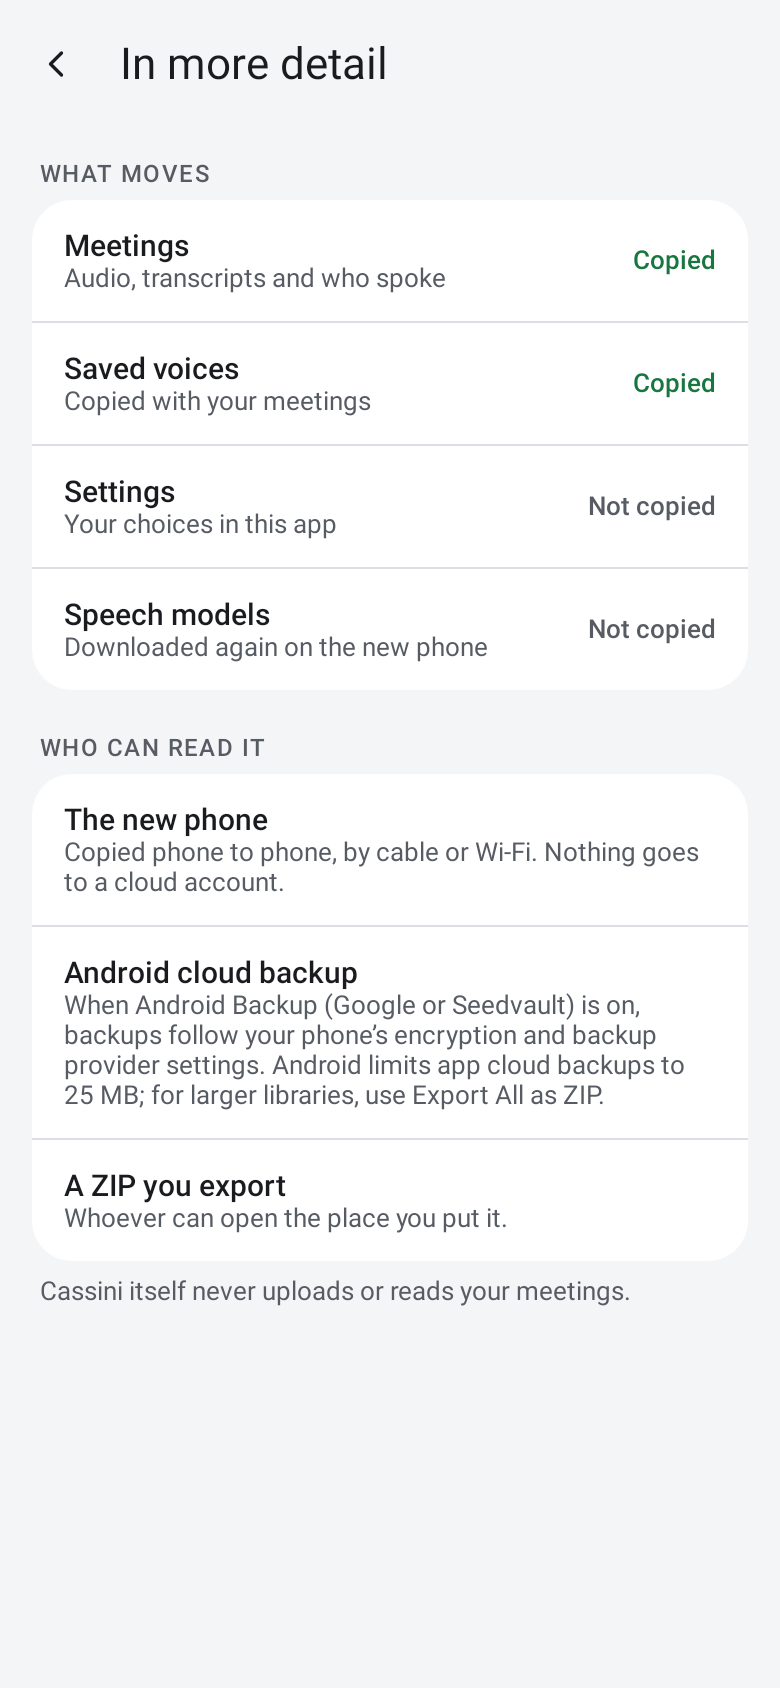 In more detail
WHAT MOVES
Meetings
Audio, transcripts and who spoke
Copied
Saved voices
Copied with your meetings
Copied
Settings
Your choices in this app
Not copied
Speech models
Downloaded again on the new phone
Not copied
WHO CAN READ IT
The new phone
Copied phone to phone, by cable or Wi-Fi. Nothing goes
to a cloud account.
Android cloud backup
When Android Backup (Google or Seedvault) is on,
backups follow your phone’s encryption and backup
provider settings. Android limits app cloud backups to
25 MB; for larger libraries, use Export All as ZIP.
A ZIP you export
Whoever can open the place you put it.
Cassini itself never uploads or reads your meetings.